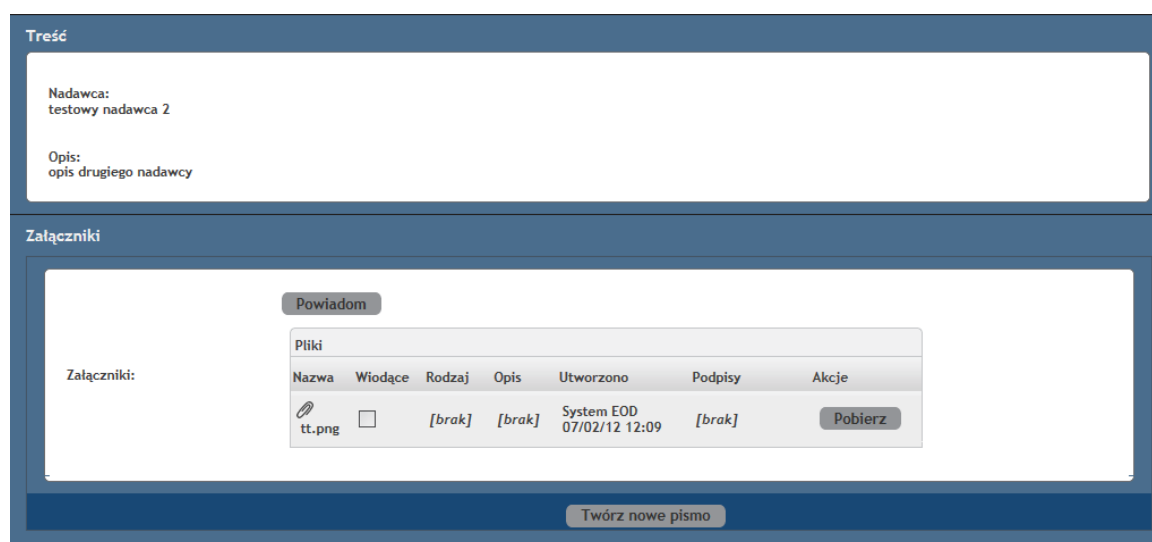 Treść
Nadawca:
testowy nadawca 2
Opis:
opis drugiego nadawcy
Załączniki
Powiadom
Pliki
Załączniki:
Nazwa Wiodące Rodzaj Opis Utworzono Podpisy Akcje
tt.png [brak] [brak] System EOD
07/02/12 12:09 [brak] Pobierz
Twórz nowe pismo